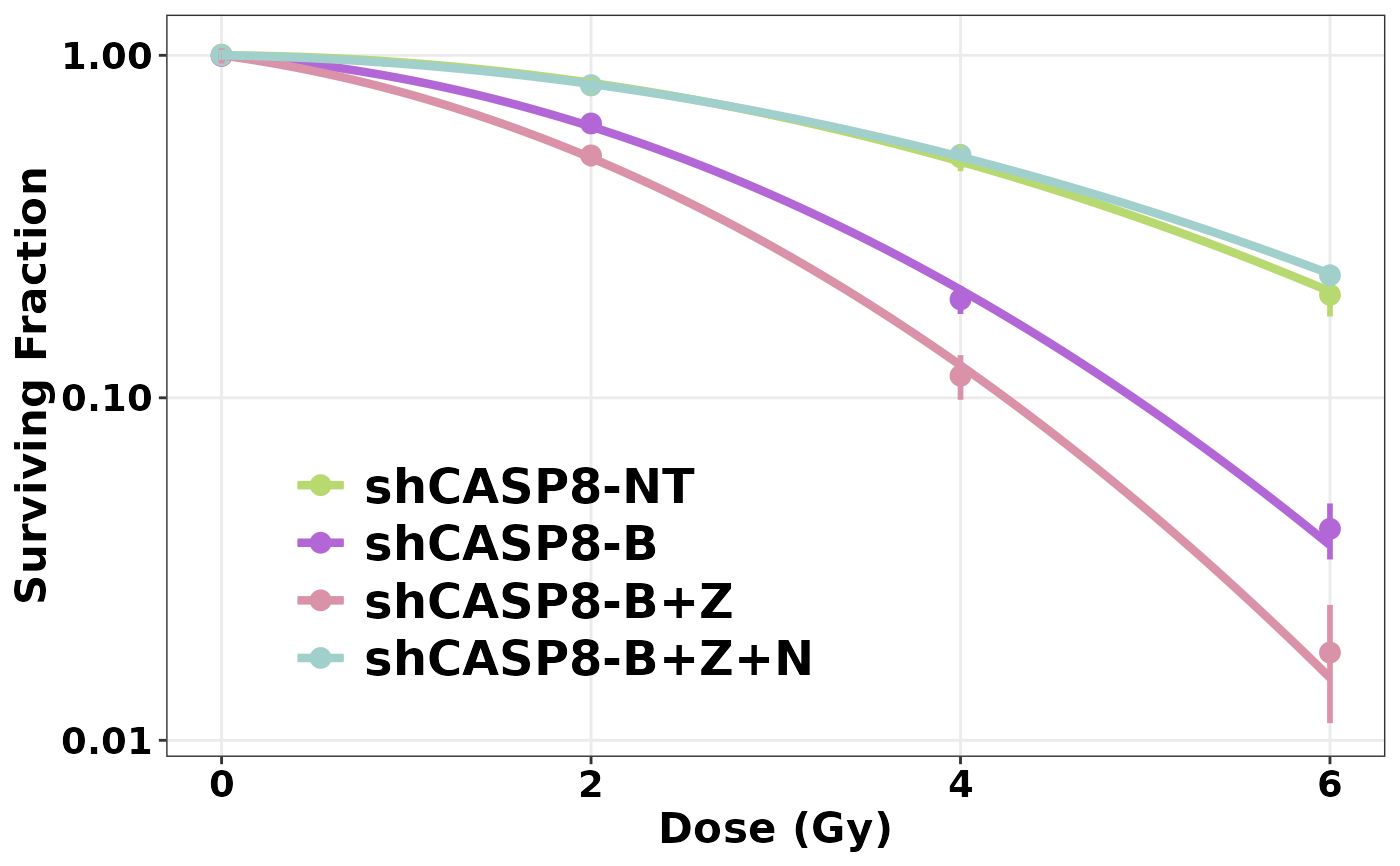 Surviving Fraction
1.00
0.10
0.01
shCASP8-NT
shCASP8-B
shCASP8-B+Z
shCASP8-B+Z+N
0 2 4 6
Dose (Gy)